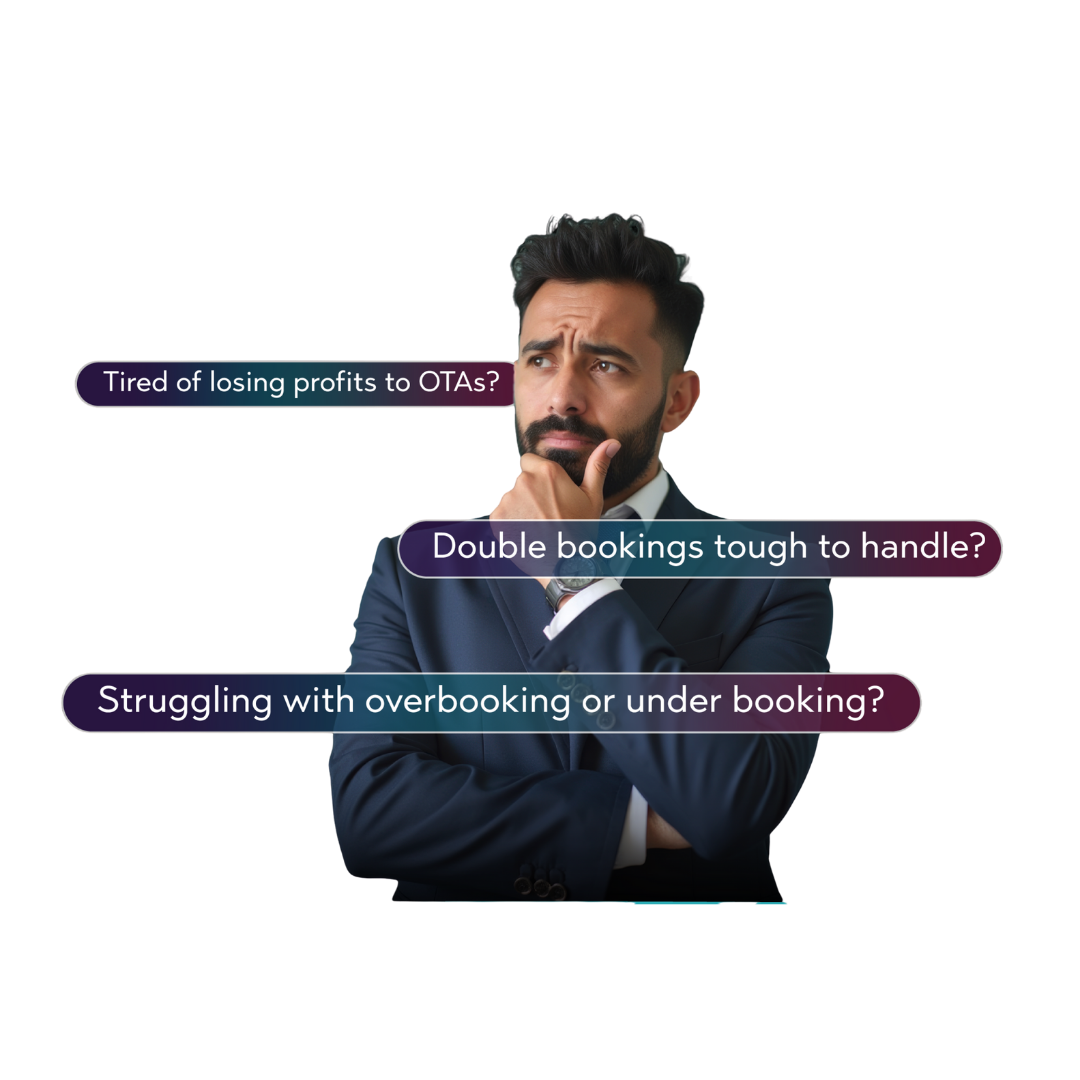 Tired of losing profits to OTAs?
Double bookings tough to handle?
Struggling with overbooking or under booking?